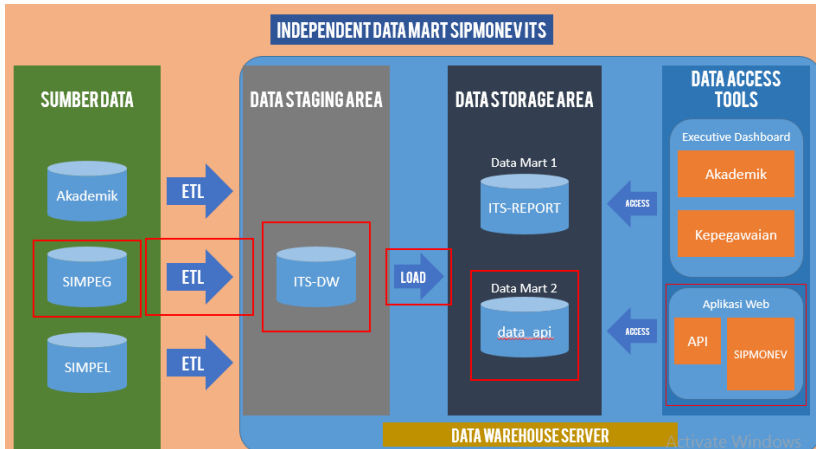 INDEPENDENT DATA MART SIPMONEV ITS
SUMBER DATA
Akademik
SIMPEG
SIMPEL
ETL
ETL
ETL
DATA STAGING AREA
ITS-DW
LOAD
DATA STORAGE AREA
Data Mart 1
ITS-REPORT
Data Mart 2
data_api
ACCESS
ACCESS
DATA ACCESS
TOOLS
Executive Dashboard
Akademik
Kepegawaian
Aplikasi Web
API
SIPMONEV
DATA WAREHOUSE SERVER
Activate Windows